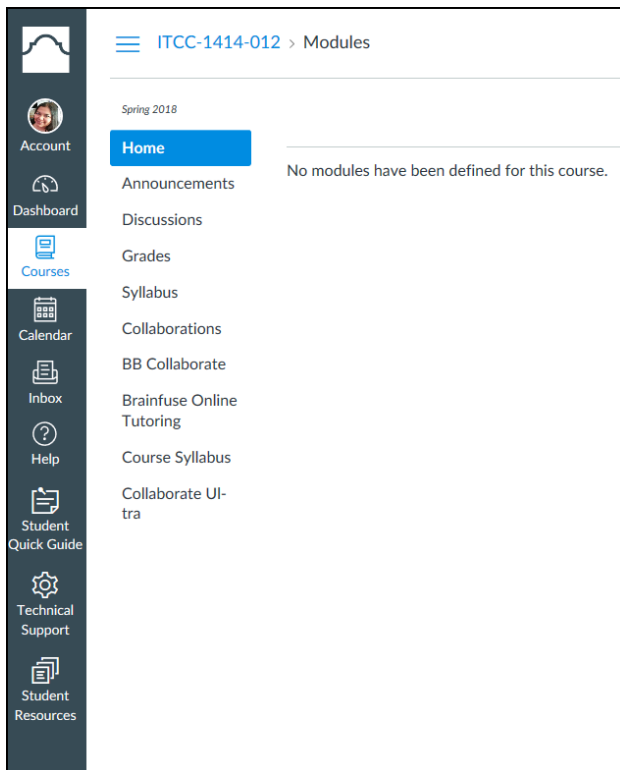 ITCC-1414-012 > Modules
Account
Dashboard
Courses
Calendar
Inbox
Help
Student
Quick Guide
Technical
Support
Student
Resources
Spring 2018
Home
Announcements
Discussions
Grades
Syllabus
Collaborations
BB Collaborate
Brainfuse Online
Tutoring
Course Syllabus
Collaborate Ul-
tra
No modules have been defined for this course.